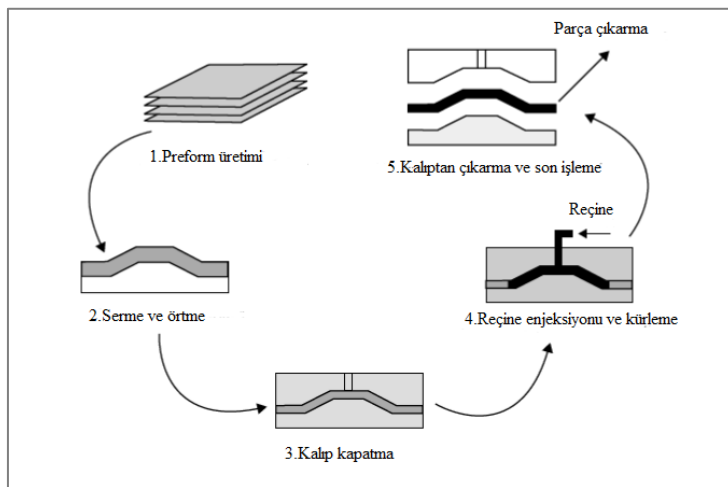 Parça çıkarma
1.Preform üretimi
5.Kalıptan çıkarma ve son işleme
Reçine
2.Serme ve örtme
4.Reçine enjeksiyonu ve kürleme
3.Kalıp kapatma